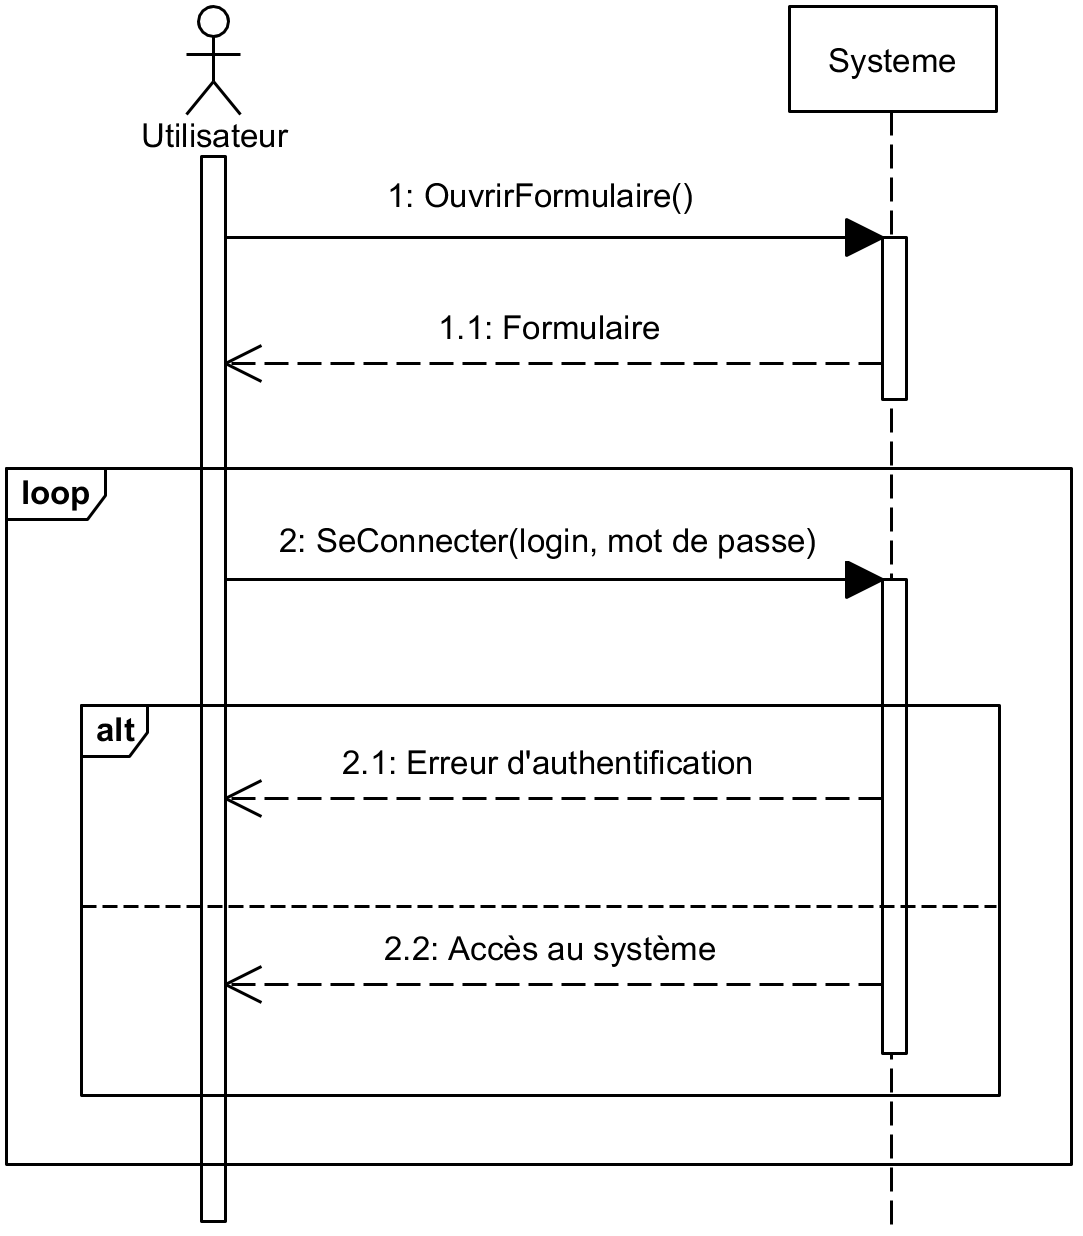 Systeme
Utilisateur
1: OuvrirFormulaire()
1.1: Formulaire
loop
2: SeConnecter(login, mot de passe)
alt
2.1: Erreur d'authentification
2.2: Accès au système